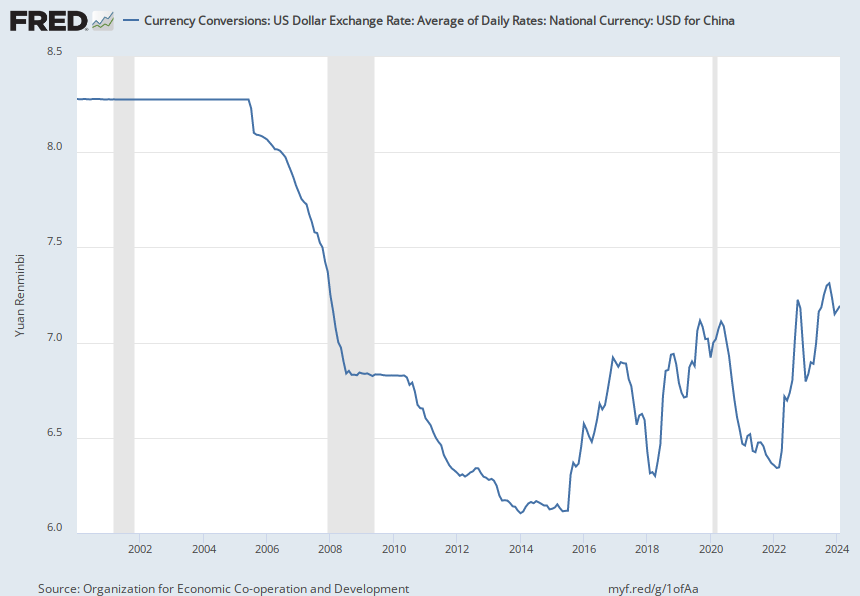 FRED
Currency Conversions: US Dollar Exchange Rate: Average of Daily Rates: National Currency: USD for China
8.5
8.0
7.5
7.0
6.5
6.0
Yuan Renminbi
2002 2004 2006 2008 2010 2012 2014 2016 2018 2020 2022 2024
Source: Organization for Economic Co-operation and Development myf.red/g/1ofAa